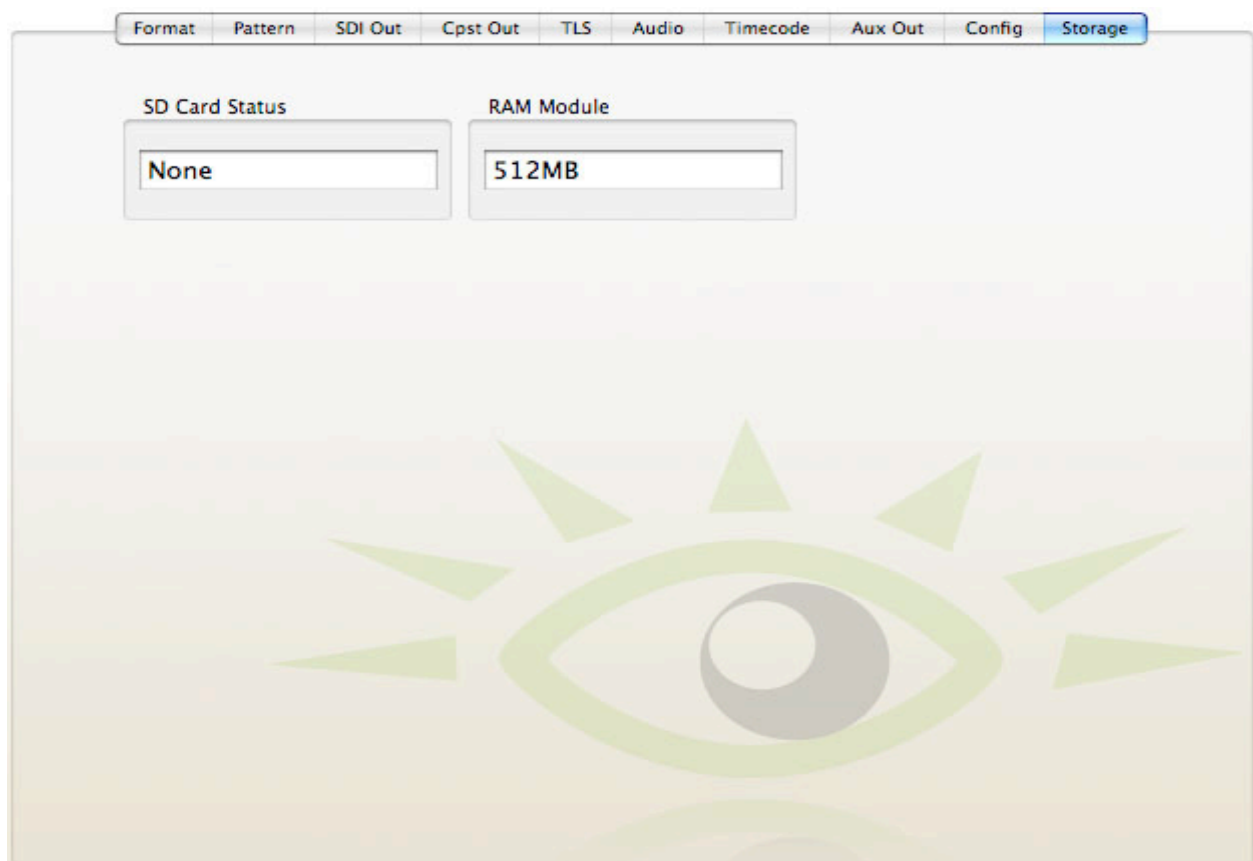 Format Pattern SDI Out Cpst Out TLS Audio Timecode Aux Out Config Storage
SD Card Status RAM Module
None 512MB